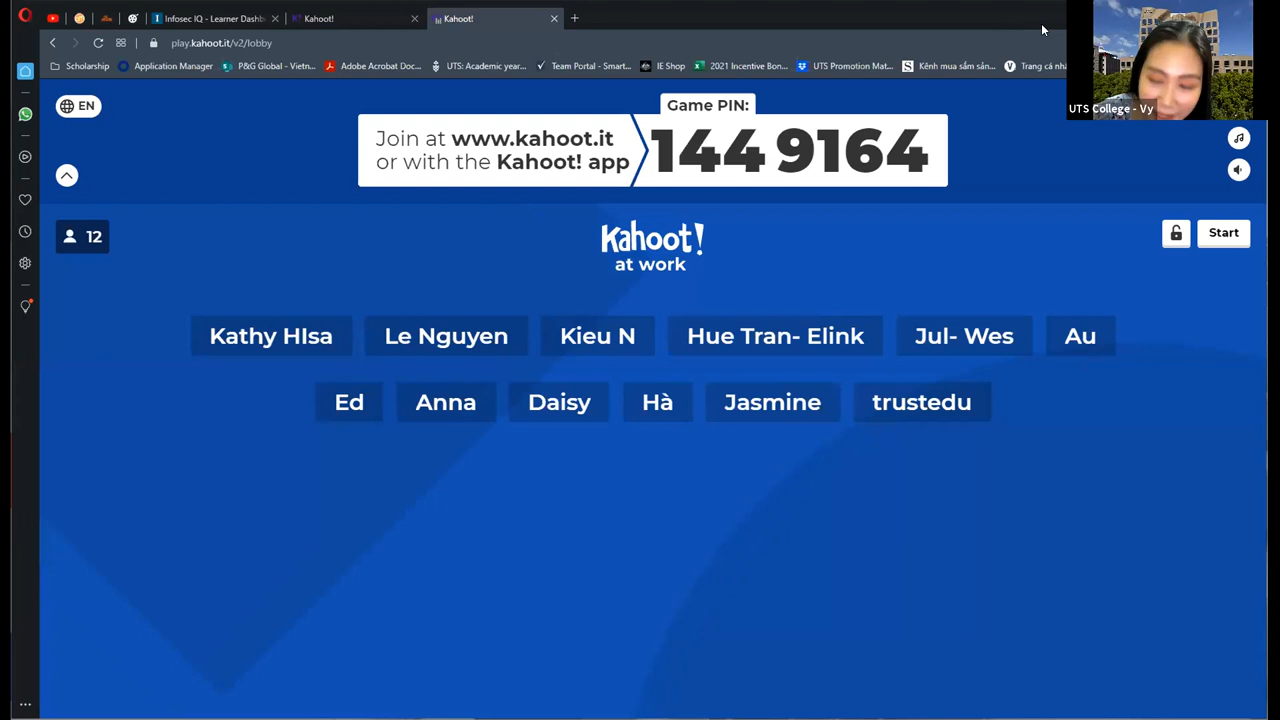 Infosec IQ - Learner Dashb
Kahoot!
Kahoot!
play.kahoot.it/v2/lobby
Scholarship
Application Manager
P&G Global - Vietn...
Adobe Acrobat Doc...
UTS: Academic year...
Team Portal - Smart...
IE Shop
2021 Incentive Bon...
UTS Promotion Mat...
Kênh mua sắm sản...
Trang cá nhâ
UTS College - Vy
EN
Game PIN:
Join at www.kahoot.it
or with the Kahoot! app
144 9164
12
Kahoot!
at work
Start
Kathy HIsa
Le Nguyen
Kieu N
Hue Tran- Elink
Jul- Wes
Au
Ed
Anna
Daisy
Hà
Jasmine
trustedu